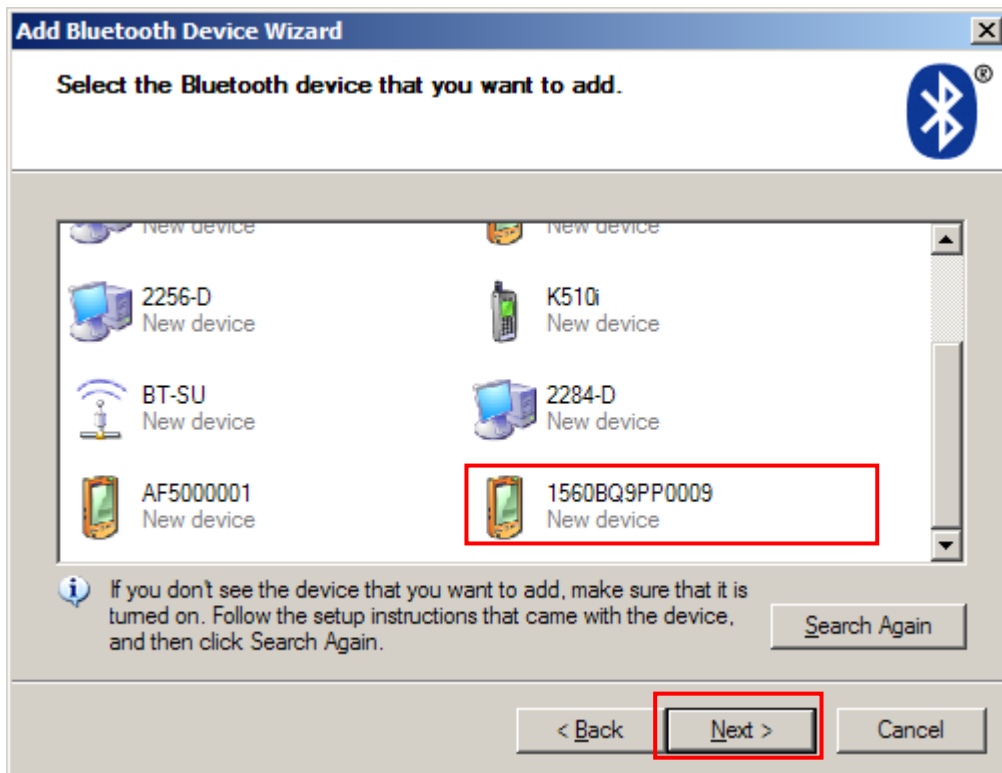 Add Bluetooth Device Wizard
Select the Bluetooth device that you want to add.
®
New device
New device
2256-D
New device
K510i
New device
BT-SU
New device
2284-D
New device
AF5000001
New device
1560BQ9PP0009
New device
If you don't see the device that you want to add, make sure that it is
turned on. Follow the setup instructions that came with the device,
and then click Search Again.
Search Again
< Back
Next >
Cancel